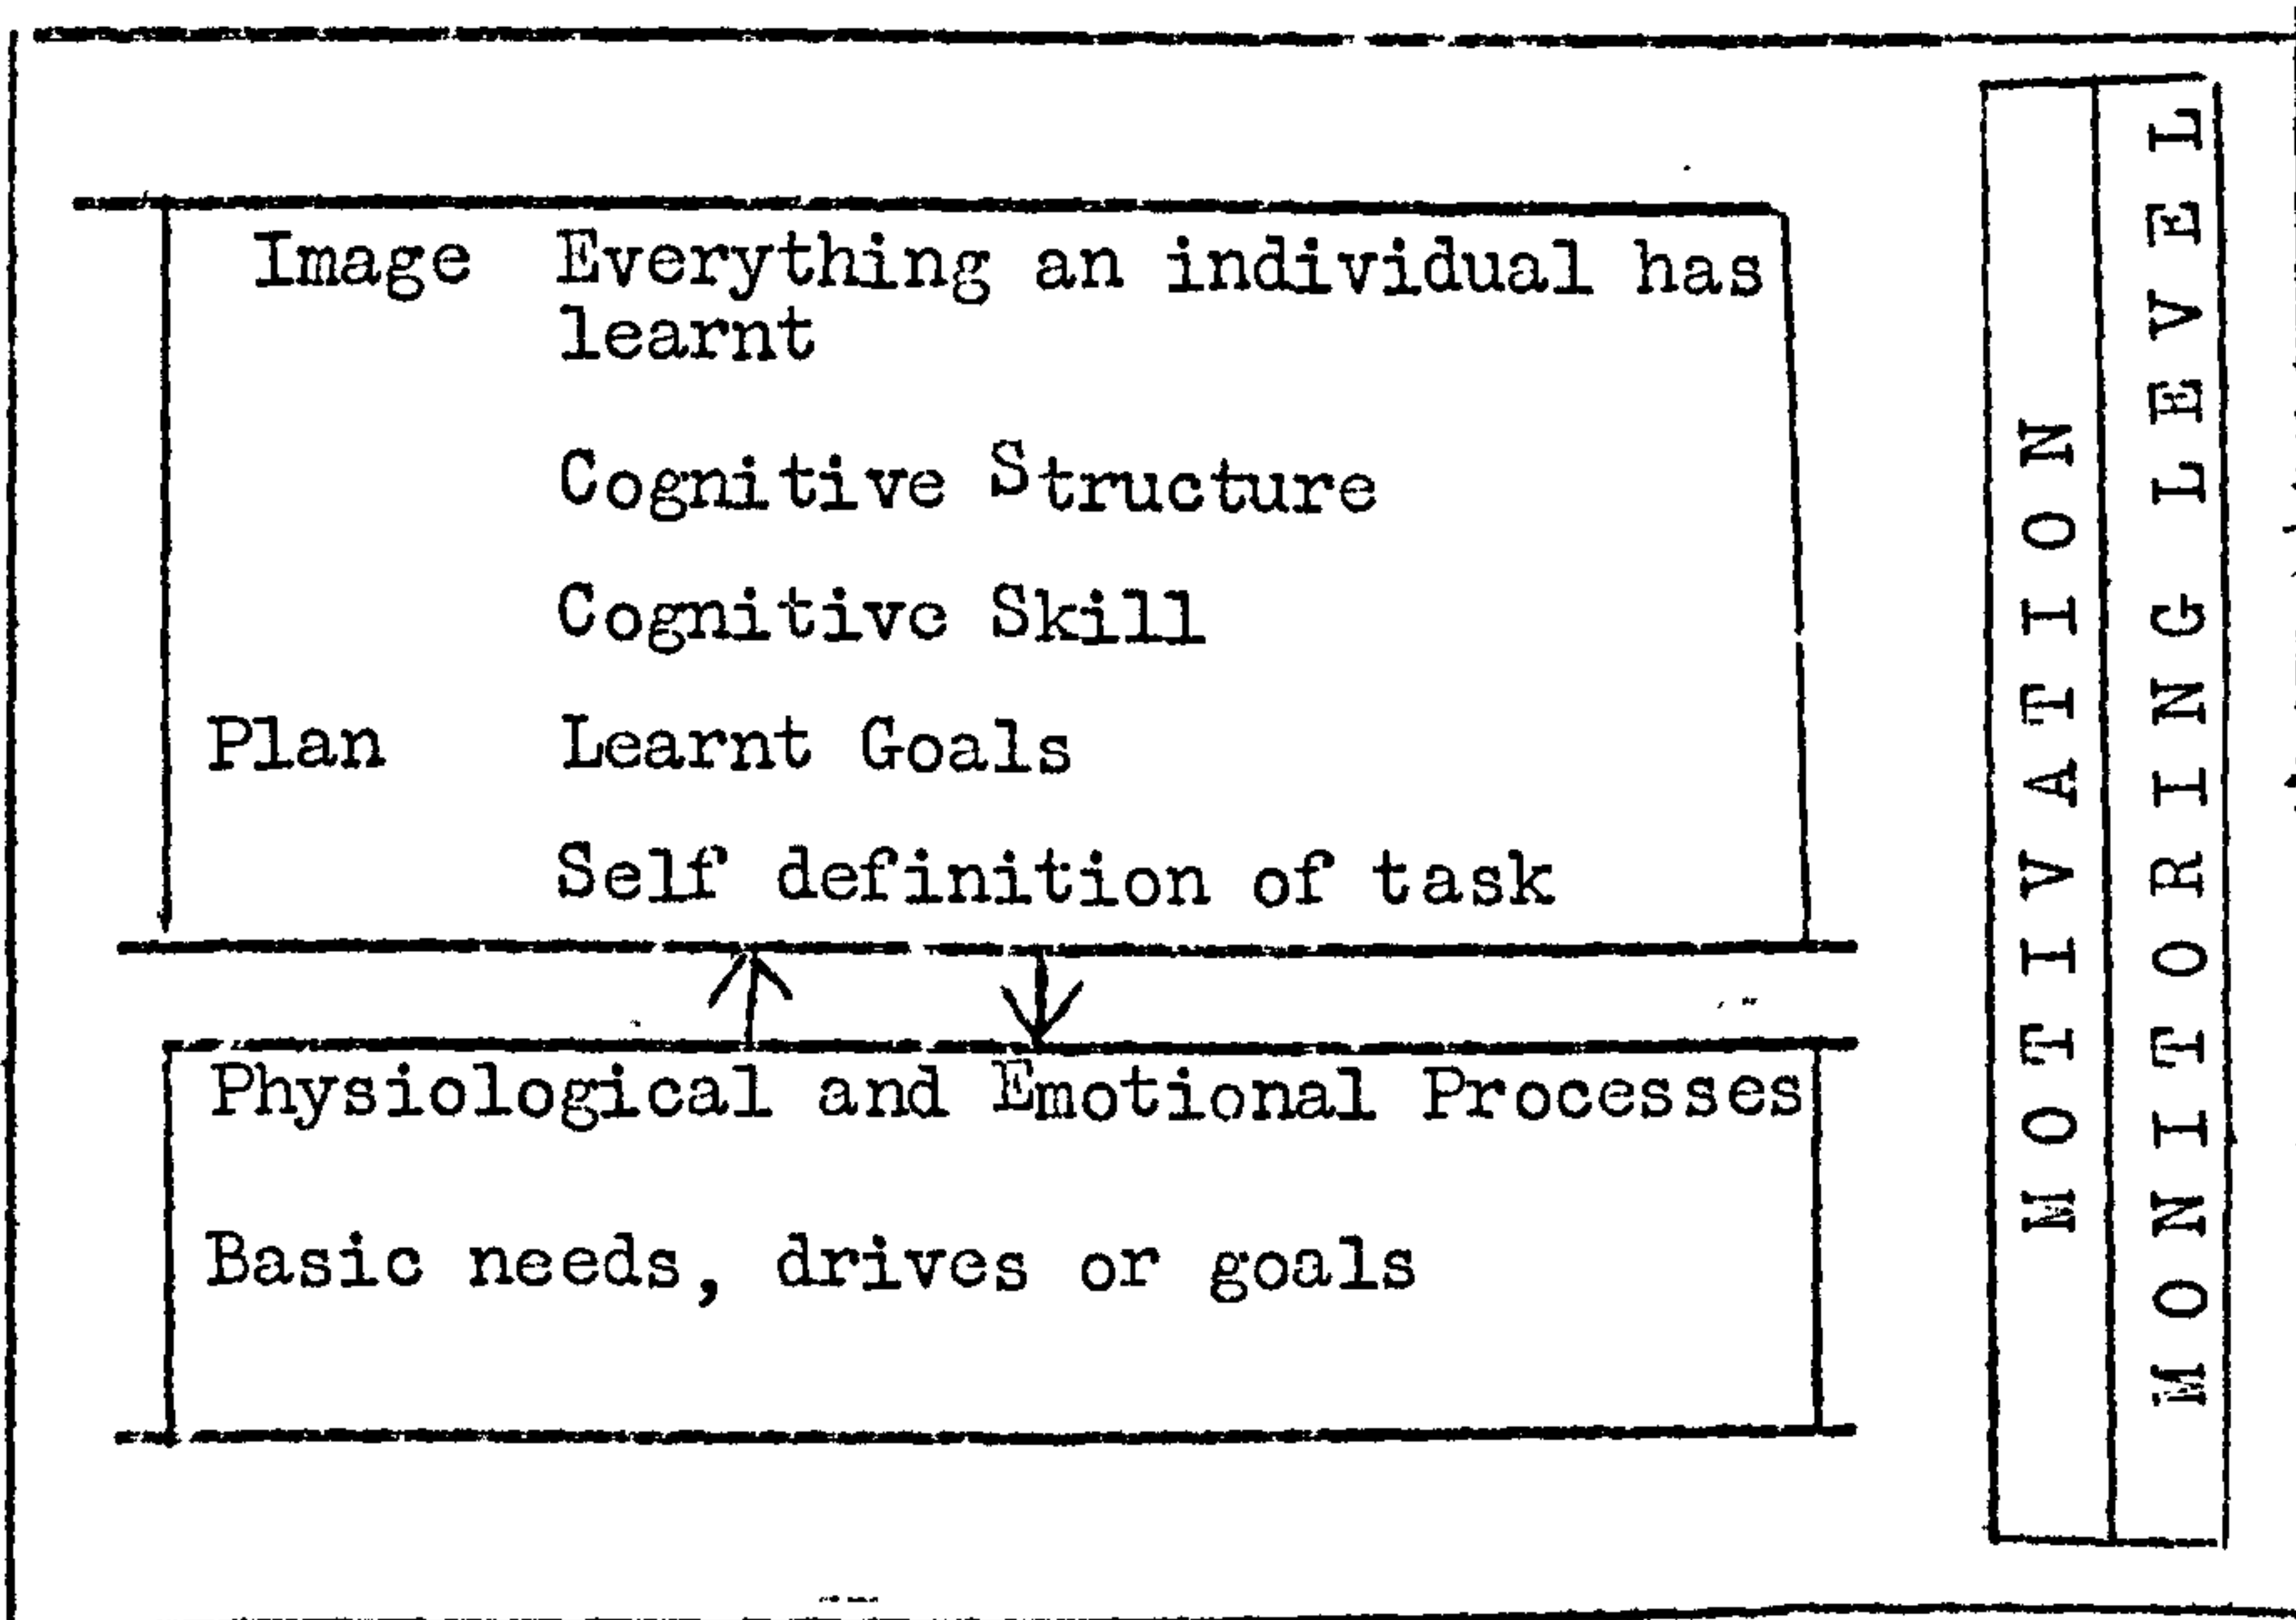 Image Everything an individual has
learnt
Cognitive Structure
Cognitive Skill
Plan Learnt Goals
Self definition of task
Physiological and Emotional Processes
Basic needs, drives or goals
MOTIVATION
MONITORING LEVEL